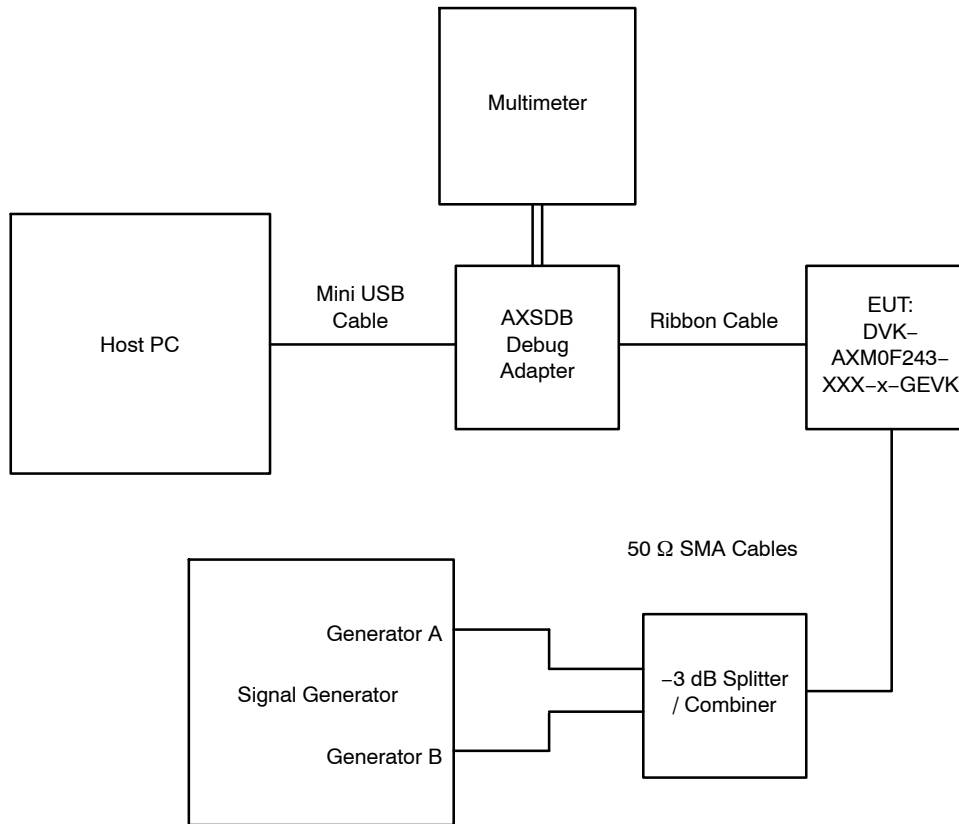 Multimeter
Host PC
Mini USB
Cable
AXSDB
Debug
Adapter
Ribbon Cable
EUT:
DVK−
AXM0F243−
XXX−x−GEVK
50 Ω SMA Cables
Generator A
Signal Generator
Generator B
−3 dB Splitter
/ Combiner